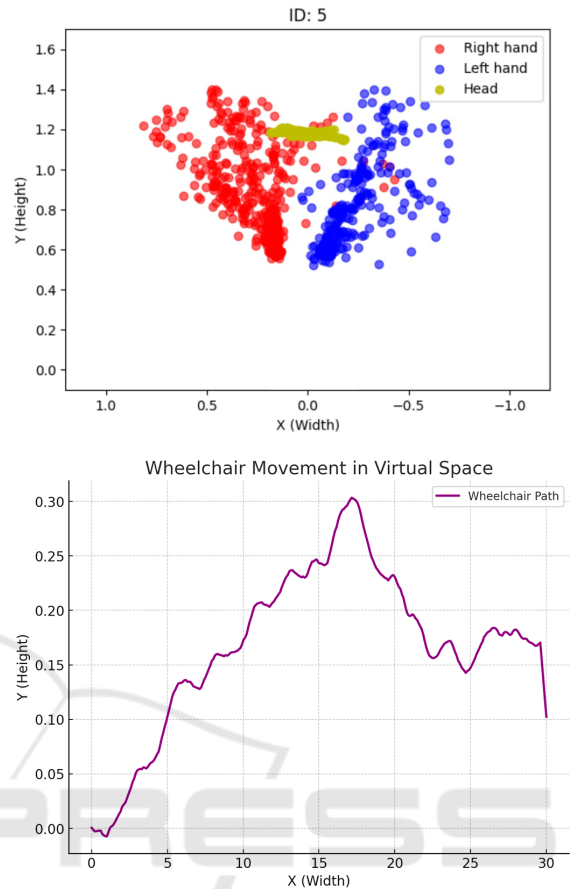 ID: 5
Right hand
Left hand
Head
Y (Height)
1.6
1.4
1.2
1.0
0.8
0.6
0.4
0.2
0.0
1.0 0.5 0.0 −0.5 −1.0
X (Width)
Wheelchair Movement in Virtual Space
Wheelchair Path
Y (Height)
0.30
0.25
0.20
0.15
0.10
0.05
0.00
0 5 10 15 20 25 30
X (Width)
PRESS